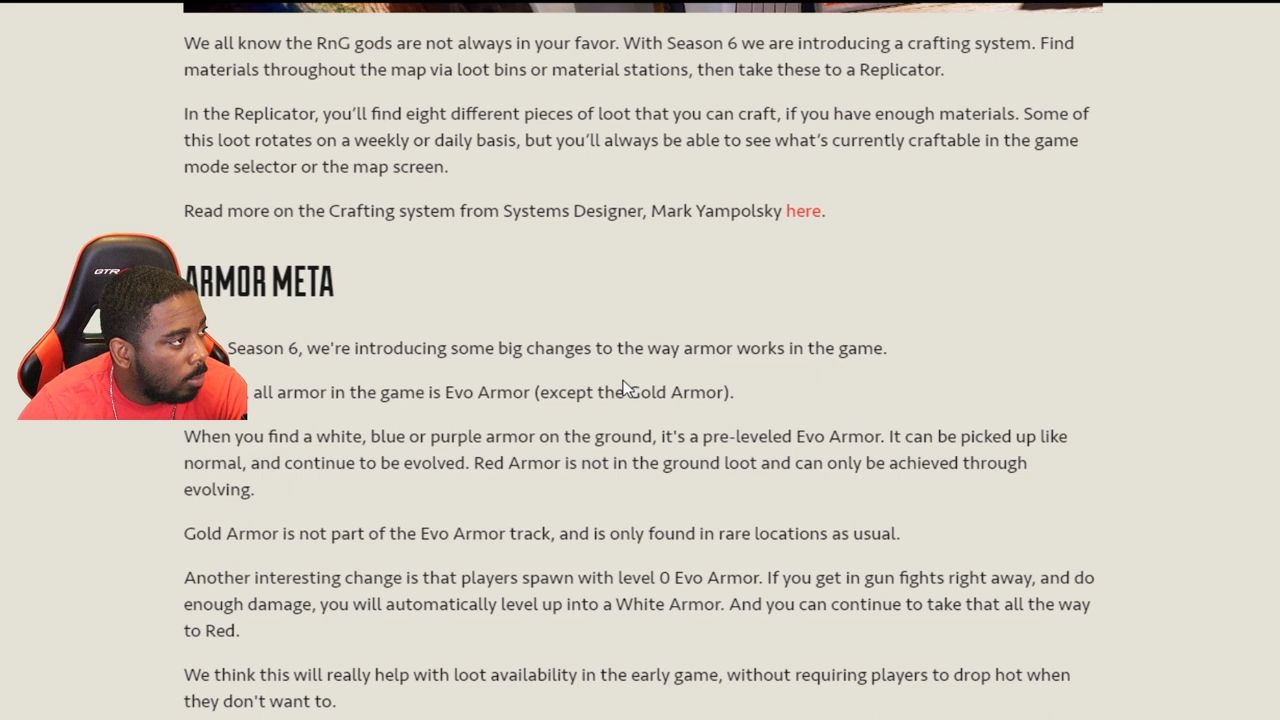 We all know the RnG gods are not always in your favor. With Season 6 we are introducing a crafting system. Find
materials throughout the map via loot bins or material stations, then take these to a Replicator.
In the Replicator, you'll find eight different pieces of loot that you can craft, if you have enough materials. Some of
this loot rotates on a weekly or daily basis, but you'll always be able to see what's currently craftable in the game
mode selector or the map screen.
Read more on the Crafting system from Systems Designer, Mark Yampolsky here.
GTR
ARMOR META
Season 6, we're introducing some big changes to the way armor works in the game.
all armor in the game is Evo Armor (except the Gold Armor).
When you find a white, blue or purple armor on the ground, it's a pre-leveled Evo Armor. It can be picked up like
normal, and continue to be evolved. Red Armor is not in the ground loot and can only be achieved through
evolving.
Gold Armor is not part of the Evo Armor track, and is only found in rare locations as usual.
Another interesting change is that players spawn with level 0 Evo Armor. If you get in gun fights right away, and do
enough damage, you will automatically level up into a White Armor. And you can continue to take that all the way
to Red.
We think this will really help with loot availability in the early game, without requiring players to drop hot when
they don't want to.